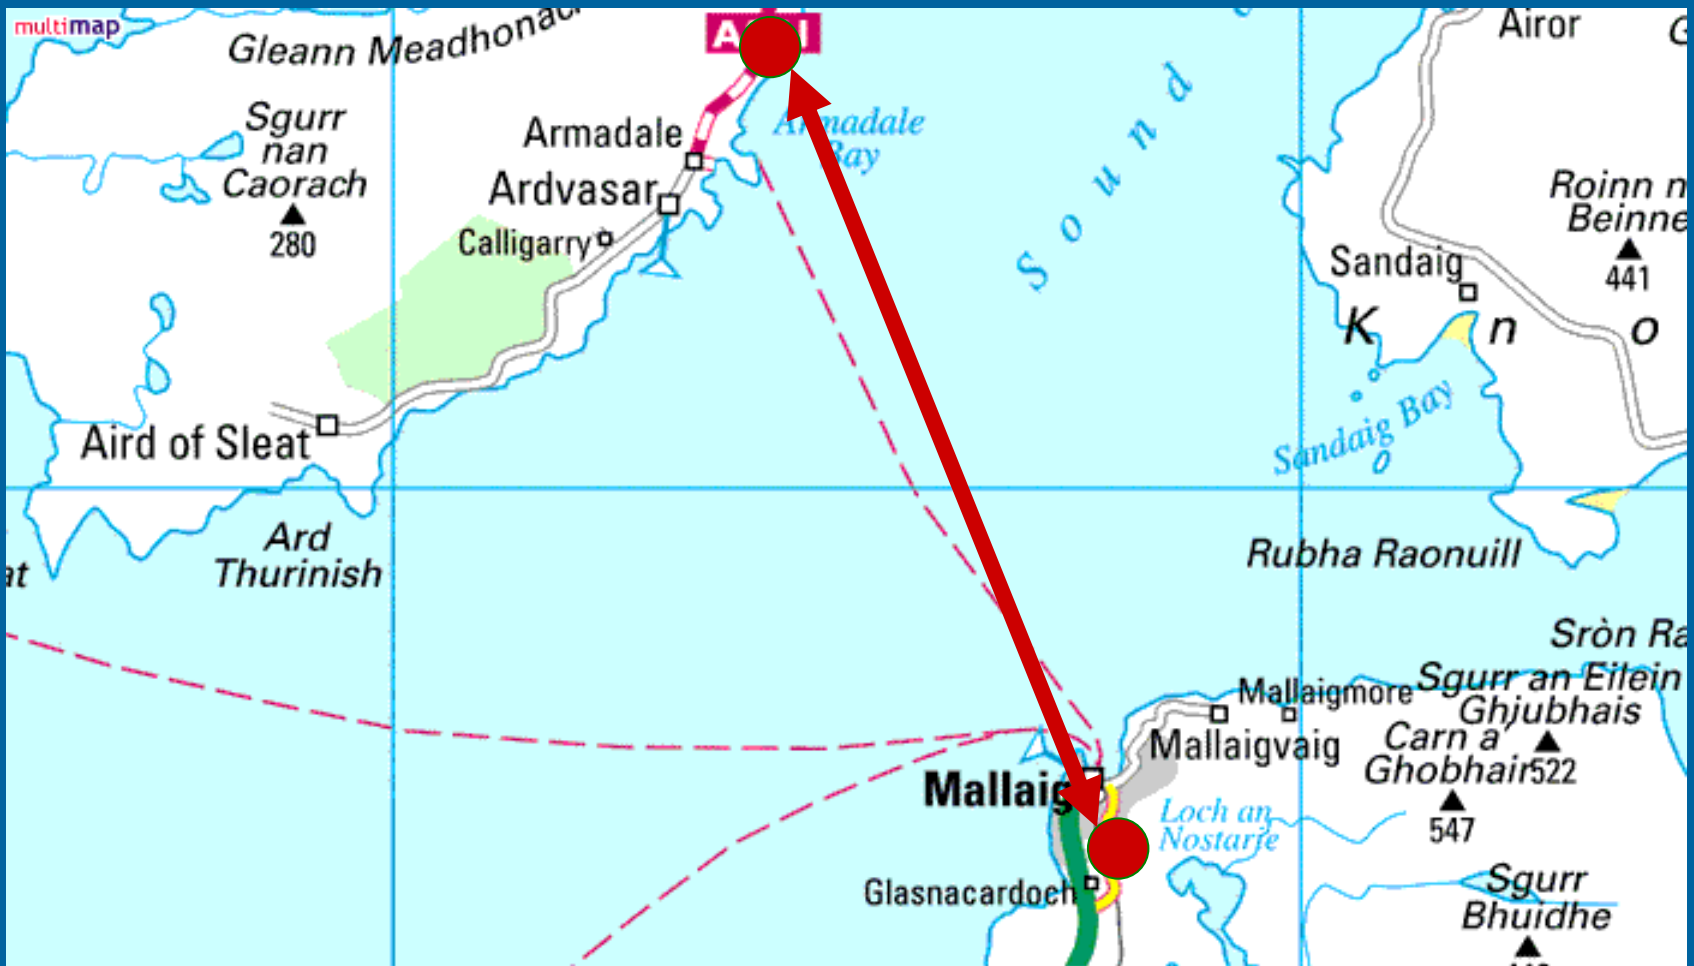 multimap
Gleann Meadhonach
Airor
Sgurr
nan
Caorach
280
Armadale
Ardvasar
Calligarry
Armadale
Bay
Sound
Roinn n
Beinne
441
Sandaig
K n o
Sandaig Bay
Aird of Sleat
Ard
Thurinish
at
Rubha Raonuill
Sròn Ra
Mallaigmore
Sgurr an Eilein
Ghiubhais
522
Mallaigvaig
Carn a'
Ghobhair
547
Mallaig
Loch an
Nostarie
Glasnacardoch
Sgurr
Bhuidhe